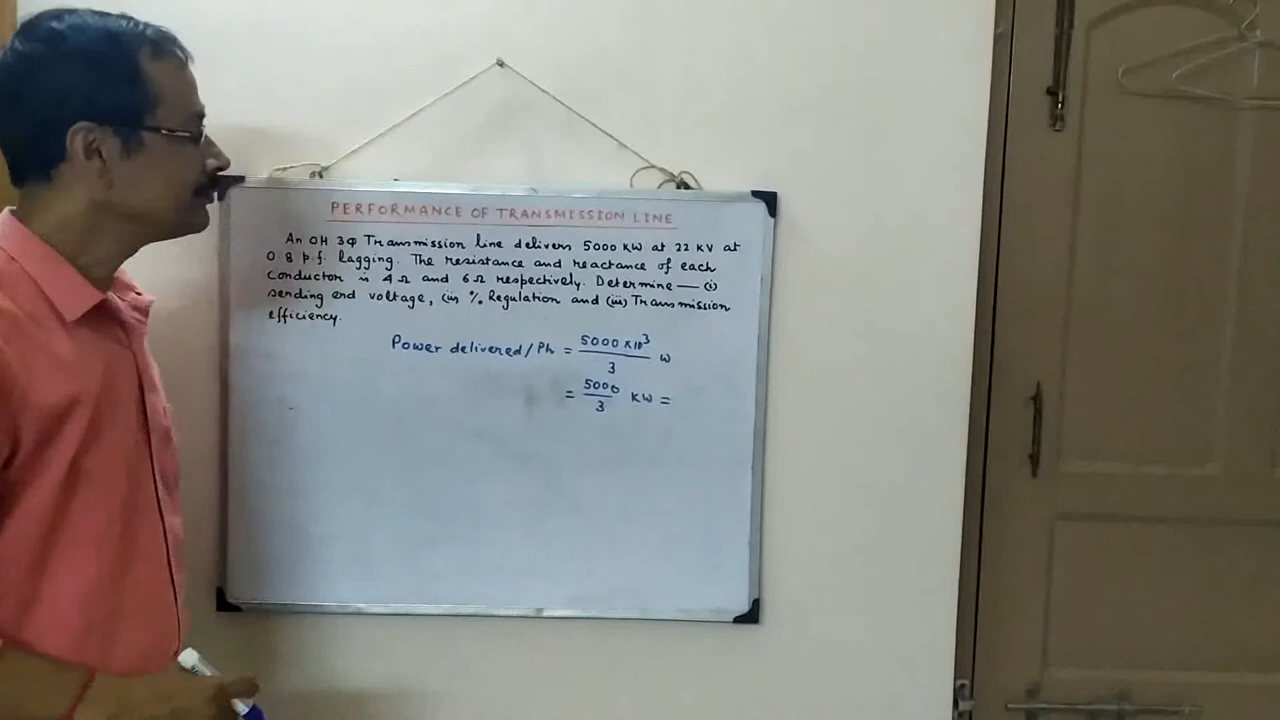 PERFORMANCE OF TRANSMISSION LINE
An OH 3φ Transmission line delivers 5000 KW at 22 KV at
0.8 p.f. lagging. The resistance and reactance of each
Conductor is 4 Ω and 6 Ω respectively. Determine — (i)
sending end voltage, (ii) % Regulation and (iii) Transmission
efficiency.
Power delivered/Ph = 5000 x10³ / 3 W
= 5000 / 3 KW =